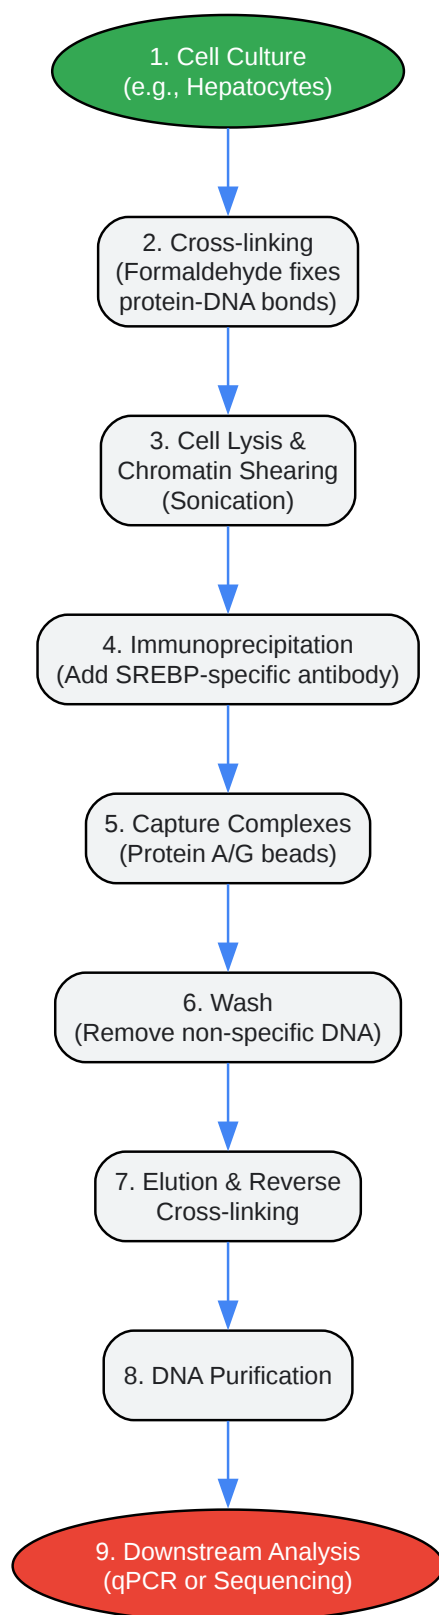 1. Cell Culture
(e.g., Hepatocytes)
2. Cross-linking
(Formaldehyde fixes
protein-DNA bonds)
3. Cell Lysis &
Chromatin Shearing
(Sonication)
4. Immunoprecipitation
(Add SREBP-specific antibody)
5. Capture Complexes
(Protein A/G beads)
6. Wash
(Remove non-specific DNA)
7. Elution & Reverse
Cross-linking
8. DNA Purification
9. Downstream Analysis
(qPCR or Sequencing)